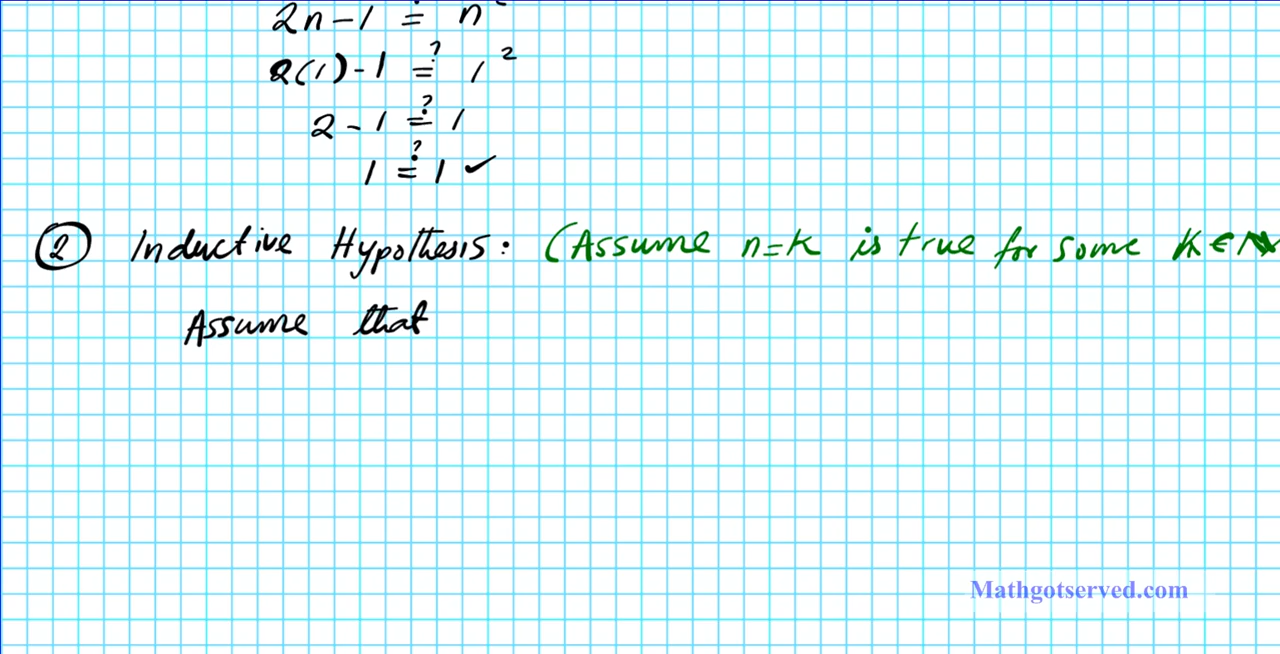 2n-1 ≟ n²
2(1)-1 ≟ 1²
2-1 ≟ 1
1 ≟ 1 ✓
② Inductive Hypothesis: (Assume n=k is true for some k∈N
Assume that
Mathgotserved.com